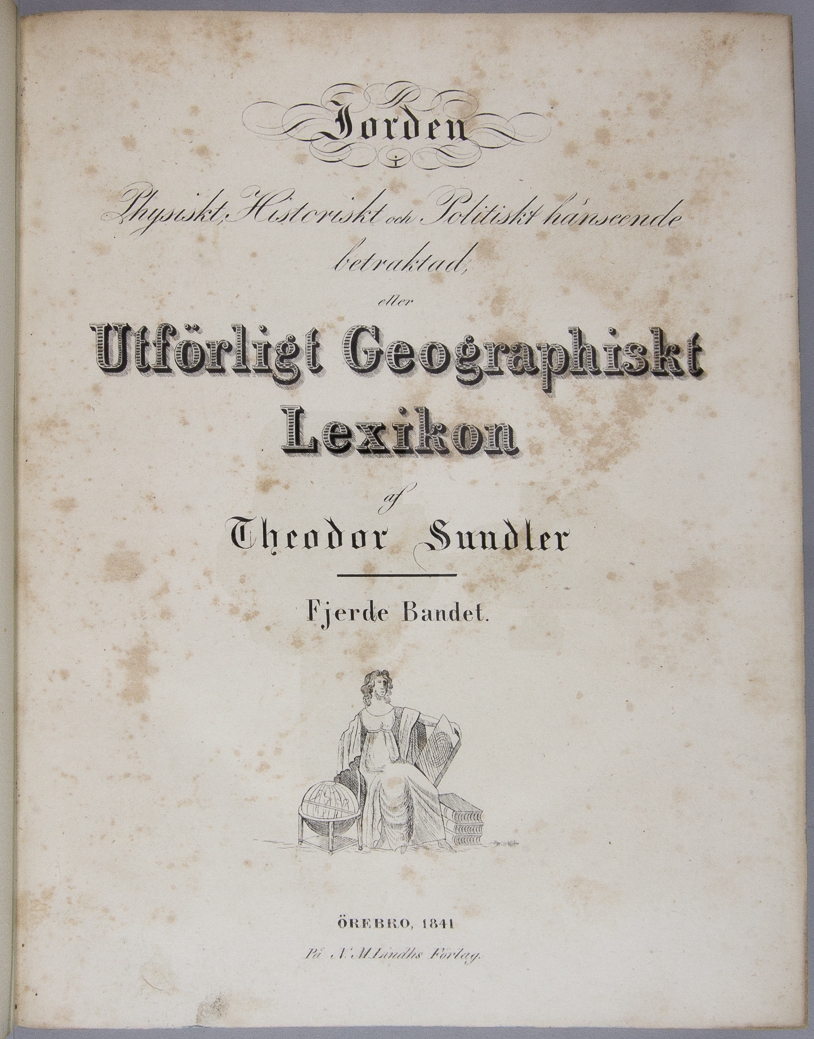 Jorden
i
Physiskt, Historiskt och Politiskt hänseende
betraktad,
eller
Utförligt Geographiskt
Lexikon
af
Theodor Sundler
Fjerde Bandet.
ÖREBRO, 1841
På N. M. Lindhs Förlag.